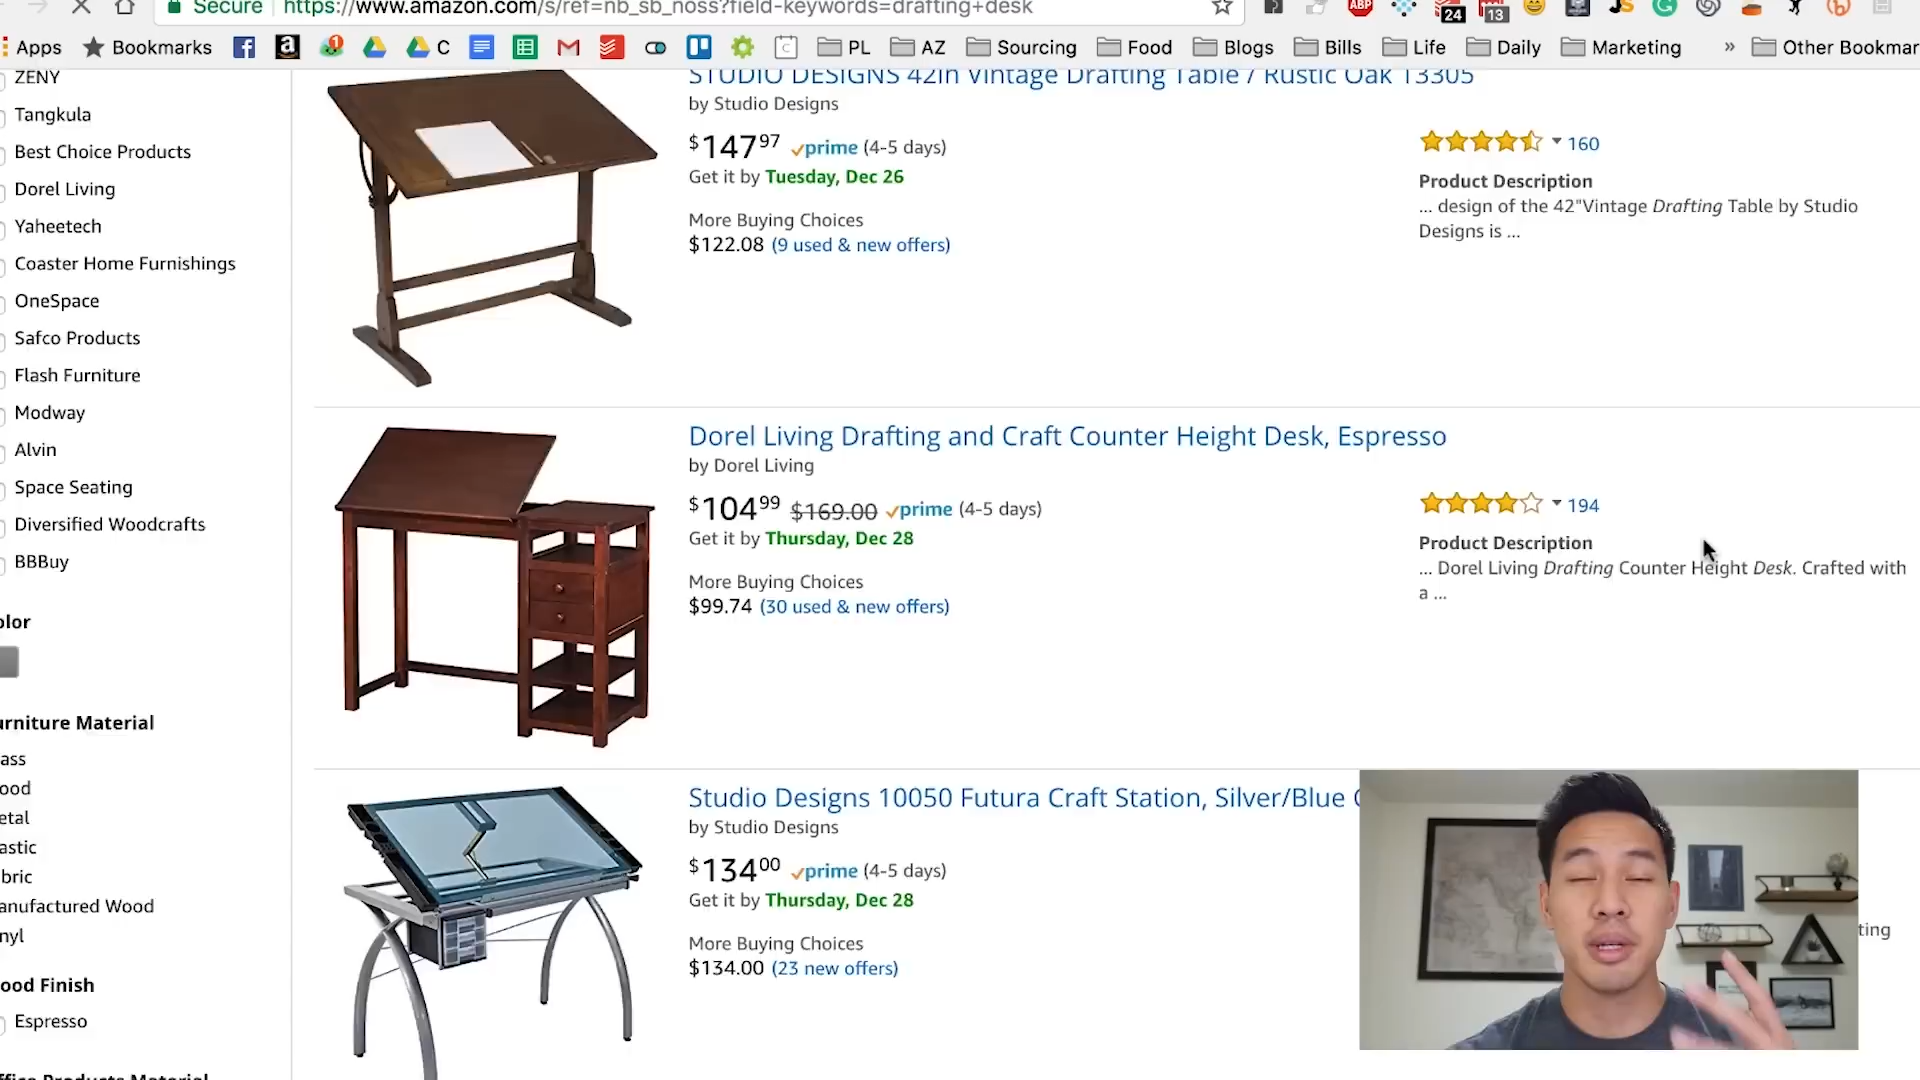 Secure https://www.amazon.com/s/ref=nb_sb_noss?field-keywords=drafting+desk
ABP 24 13
Apps Bookmarks C PL AZ Sourcing Food Blogs Bills Life Daily Marketing » Other Bookmar
ZENY
Tangkula
Best Choice Products
Dorel Living
Yaheetech
Coaster Home Furnishings
OneSpace
Safco Products
Flash Furniture
Modway
Alvin
Space Seating
Diversified Woodcrafts
BBBuy
olor
urniture Material
ass
ood
etal
astic
bric
anufactured Wood
nyl
ood Finish
Espresso
ffice Products Material
STUDIO DESIGNS 42in Vintage Drafting Table / Rustic Oak 13305
by Studio Designs
$147 97 prime (4-5 days)
Get it by Tuesday, Dec 26
More Buying Choices
$122.08 (9 used & new offers)
160
Product Description
... design of the 42"Vintage Drafting Table by Studio
Designs is ...
Dorel Living Drafting and Craft Counter Height Desk, Espresso
by Dorel Living
$104 99 $169.00 prime (4-5 days)
Get it by Thursday, Dec 28
More Buying Choices
$99.74 (30 used & new offers)
194
Product Description
... Dorel Living Drafting Counter Height Desk. Crafted with
a ...
Studio Designs 10050 Futura Craft Station, Silver/Blue
by Studio Designs
$134 00 prime (4-5 days)
Get it by Thursday, Dec 28
More Buying Choices
$134.00 (23 new offers)
ting